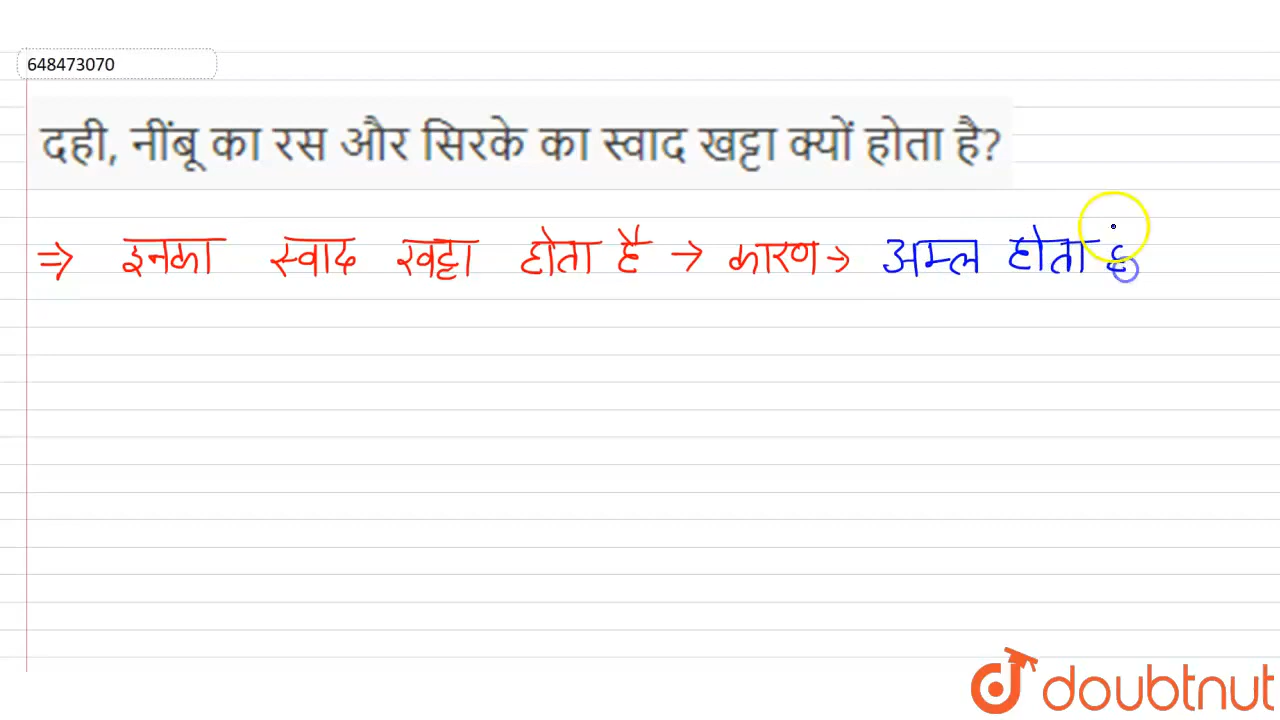 648473070
दही, नींबू का रस और सिरके का स्वाद खट्टा क्यों होता है?
⇒ इनका स्वाद खट्टा होता है → कारण → अम्ल होता है
doubtnut